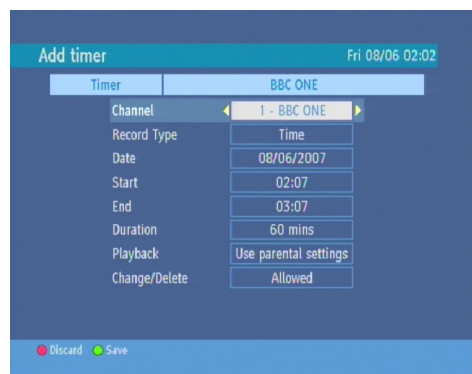 Add timer Fri 08/06 02:02
Timer BBC ONE
Channel 1 - BBC ONE
Record Type Time
Date 08/06/2007
Start 02:07
End 03:07
Duration 60 mins
Playback Use parental settings
Change/Delete Allowed
Discard Save